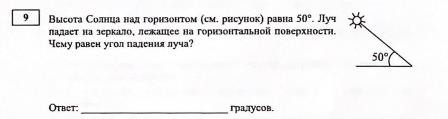 9
Высота Солнца над горизонтом (см. рисунок) равна 50°. Луч
падает на зеркало, лежащее на горизонтальной поверхности.
Чему равен угол падения луча?
50°
Ответ: ______________________ градусов.